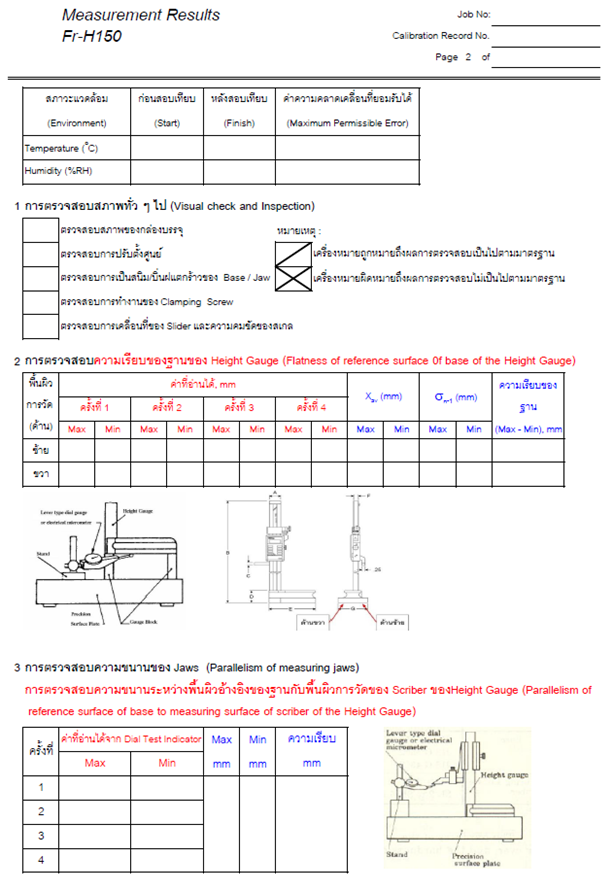 Measurement Results
Fr-H150
Job No:
Calibration Record No.
Page 2 of
สภาวะแวดล้อม ก่อนสอบเทียบ หลังสอบเทียบ ค่าความคลาดเคลื่อนที่ยอมรับได้
(Environment) (Start) (Finish) (Maximum Permissible Error)
Temperature (°C)
Humidity (%RH)
1 การตรวจสอบสภาพทั่ว ๆ ไป (Visual check and Inspection)
ตรวจสอบสภาพของกล่องบรรจุ หมายเหตุ :
ตรวจสอบการปรับตั้งศูนย์ เครื่องหมายถูกหมายถึงผลการตรวจสอบเป็นไปตามมาตรฐาน
ตรวจสอบการเป็นสนิม/บิ่นฝแตกร้าวของ Base / Jaw เครื่องหมายผิดหมายถึงผลการตรวจสอบไม่เป็นไปตามมาตรฐาน
ตรวจสอบการทำงานของ Clamping Screw
ตรวจสอบการเคลื่อนที่ของ Slider และความคมชัดของสเกล
2 การตรวจสอบความเรียบของฐานของ Height Gauge (Flatness of reference surface 0f base of the Height Gauge)
พื้นผิว ค่าที่อ่านได้, mm Xav (mm) σn-1 (mm) ความเรียบของ
การวัด ครั้งที่ 1 ครั้งที่ 2 ครั้งที่ 3 ครั้งที่ 4 ฐาน
(ด้าน) Max Min Max Min Max Min Max Min Max Min Max Min (Max - Min), mm
ซ้าย
ขวา
Lever type dial gauge
or electrical micrometer
Height Gauge
Stand
Precision
Surface Plate
Gauge Block
A
B
C
D
E
F
G
.25
ด้านขวา ด้านซ้าย
3 การตรวจสอบความขนานของ Jaws (Parallelism of measuring jaws)
การตรวจสอบความขนานระหว่างพื้นผิวอ้างอิงของฐานกับพื้นผิวการวัดของ Scriber ของHeight Gauge (Parallelism of
reference surface of base to measuring surface of scriber of the Height Gauge)
ครั้งที่ ค่าที่อ่านได้จาก Dial Test Indicator Max Min ความเรียบ
Max Min mm mm mm
1
2
3
4
Lever type dial
gauge or electrical
micrometer
Height gauge
Stand
Precision
surface plate